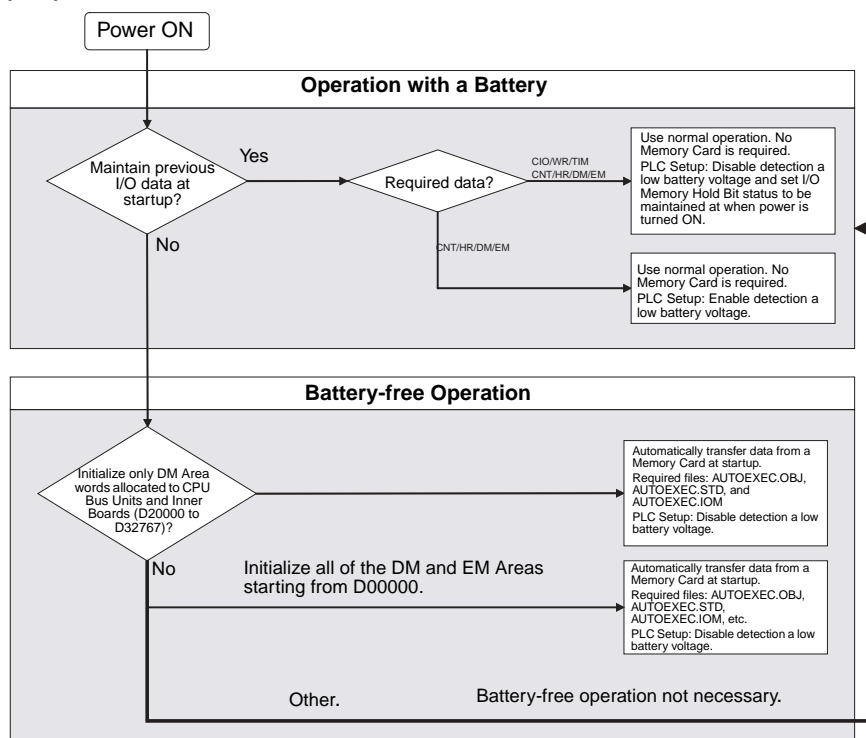 Power ON
Operation with a Battery
Maintain previous
I/O data at
startup?
Yes
No
Required data?
CIO/WR/TIM
CNT/HR/DM/EM
CNT/HR/DM/EM
Use normal operation. No
Memory Card is required.
PLC Setup: Disable detection a
low battery voltage and set I/O
Memory Hold Bit status to be
maintained at when power is
turned ON.
Use normal operation. No
Memory Card is required.
PLC Setup: Enable detection a
low battery voltage.
Battery-free Operation
Initialize only DM Area
words allocated to CPU
Bus Units and Inner
Boards (D20000 to
D32767)?
Automatically transfer data from a
Memory Card at startup.
Required files: AUTOEXEC.OBJ,
AUTOEXEC.STD, and
AUTOEXEC.IOM
PLC Setup: Disable detection a low
battery voltage.
No
Initialize all of the DM and EM Areas
starting from D00000.
Automatically transfer data from a
Memory Card at startup.
Required files: AUTOEXEC.OBJ,
AUTOEXEC.STD,
AUTOEXEC.IOM, etc.
PLC Setup: Disable detection a low
battery voltage.
Other.
Battery-free operation not necessary.